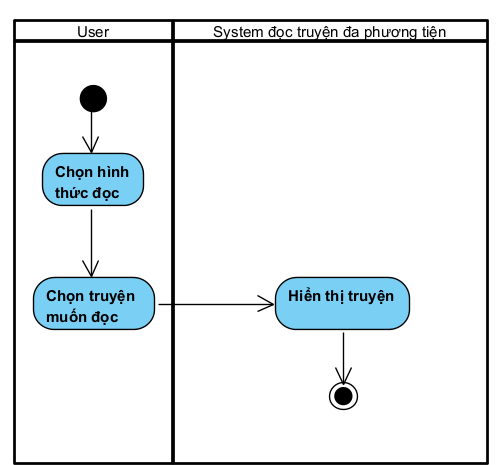 User
System đọc truyện đa phương tiện
Chọn hình
thức đọc
Chọn truyện
muốn đọc
Hiển thị truyện